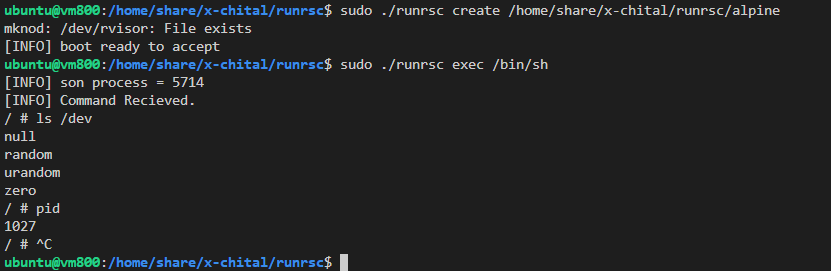 ubuntu@vm800:/home/share/x-chital/runrsc$ sudo ./runrsc create /home/share/x-chital/runrsc/alpine
mknod: /dev/rvisor: File exists
[INFO] boot ready to accept
ubuntu@vm800:/home/share/x-chital/runrsc$ sudo ./runrsc exec /bin/sh
[INFO] son process = 5714
[INFO] Command Recieved.
/ # ls /dev
null
random
urandom
zero
/ # pid
1027
/ # ^C
ubuntu@vm800:/home/share/x-chital/runrsc$